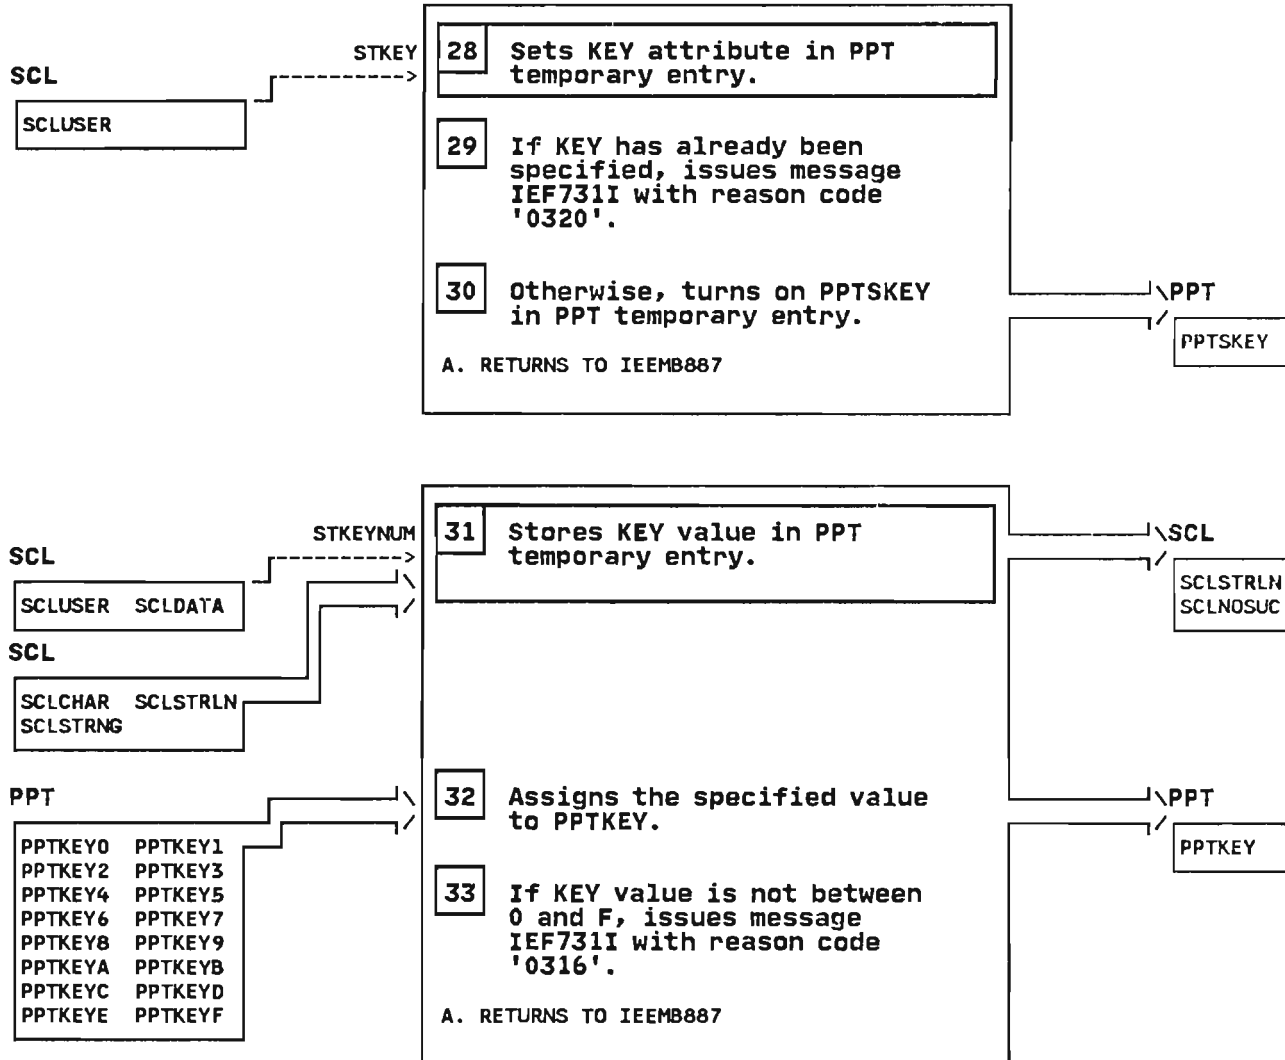 STKEY
SCL
SCLUSER
28 Sets KEY attribute in PPT
temporary entry.
29 If KEY has already been
specified, issues message
IEF731I with reason code
'0320'.
30 Otherwise, turns on PPTSKEY
in PPT temporary entry.
A. RETURNS TO IEEMB887
PPT
PPTSKEY
STKEYNUM
SCL
SCLUSER SCLDATA
SCL
SCLCHAR SCLSTRLN
SCLSTRNG
31 Stores KEY value in PPT
temporary entry.
SCL
SCLSTRLN
SCLNOSUC
PPT
PPTKEY0 PPTKEY1
PPTKEY2 PPTKEY3
PPTKEY4 PPTKEY5
PPTKEY6 PPTKEY7
PPTKEY8 PPTKEY9
PPTKEYA PPTKEYB
PPTKEYC PPTKEYD
PPTKEYE PPTKEYF
32 Assigns the specified value
to PPTKEY.
33 If KEY value is not between
0 and F, issues message
IEF731I with reason code
'0316'.
A. RETURNS TO IEEMB887
PPT
PPTKEY